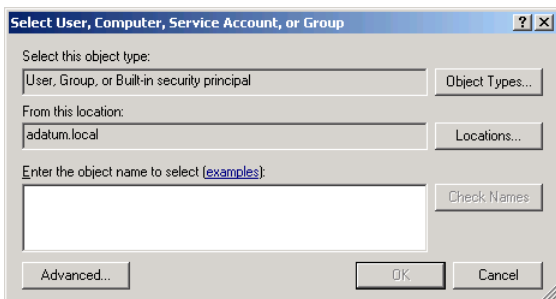 Select User, Computer, Service Account, or Group
Select this object type:
User, Group, or Built-in security principal
Object Types...
From this location:
adatum.local
Locations...
Enter the object name to select (examples):
Check Names
Advanced...
OK
Cancel